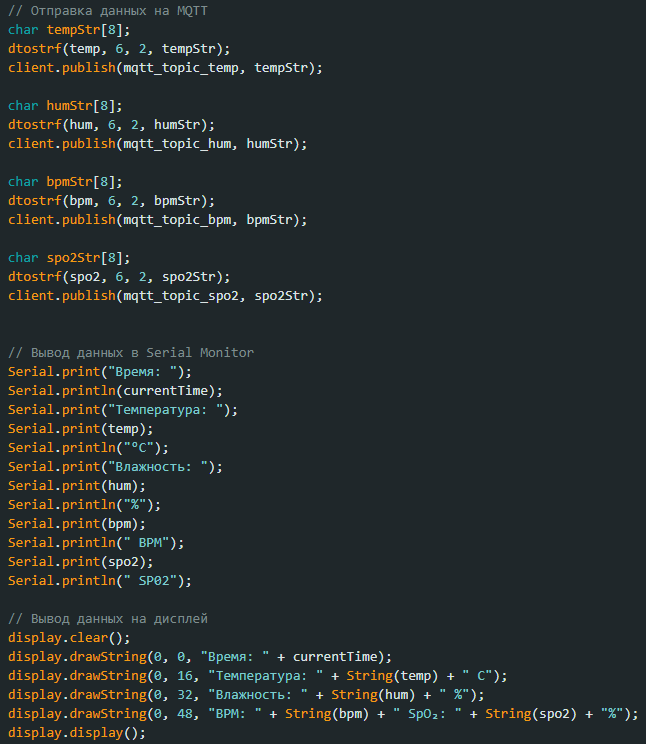 // Отправка данных на MQTT
char tempStr[8];
dtostrf(temp, 6, 2, tempStr);
client.publish(mqtt_topic_temp, tempStr);

char humStr[8];
dtostrf(hum, 6, 2, humStr);
client.publish(mqtt_topic_hum, humStr);

char bpmStr[8];
dtostrf(bpm, 6, 2, bpmStr);
client.publish(mqtt_topic_bpm, bpmStr);

char spo2Str[8];
dtostrf(spo2, 6, 2, spo2Str);
client.publish(mqtt_topic_spo2, spo2Str);

// Вывод данных в Serial Monitor
Serial.print("Время: ");
Serial.println(currentTime);
Serial.print("Температура: ");
Serial.print(temp);
Serial.println("°C");
Serial.print("Влажность: ");
Serial.print(hum);
Serial.println("%");
Serial.print(bpm);
Serial.println(" BPM");
Serial.print(spo2);
Serial.println(" SPO2");

// Вывод данных на дисплей
display.clear();
display.drawString(0, 0, "Время: " + currentTime);
display.drawString(0, 16, "Температура: " + String(temp) + " C");
display.drawString(0, 32, "Влажность: " + String(hum) + " %");
display.drawString(0, 48, "BPM: " + String(bpm) + " SpO₂: " + String(spo2) + "%");
display.display();